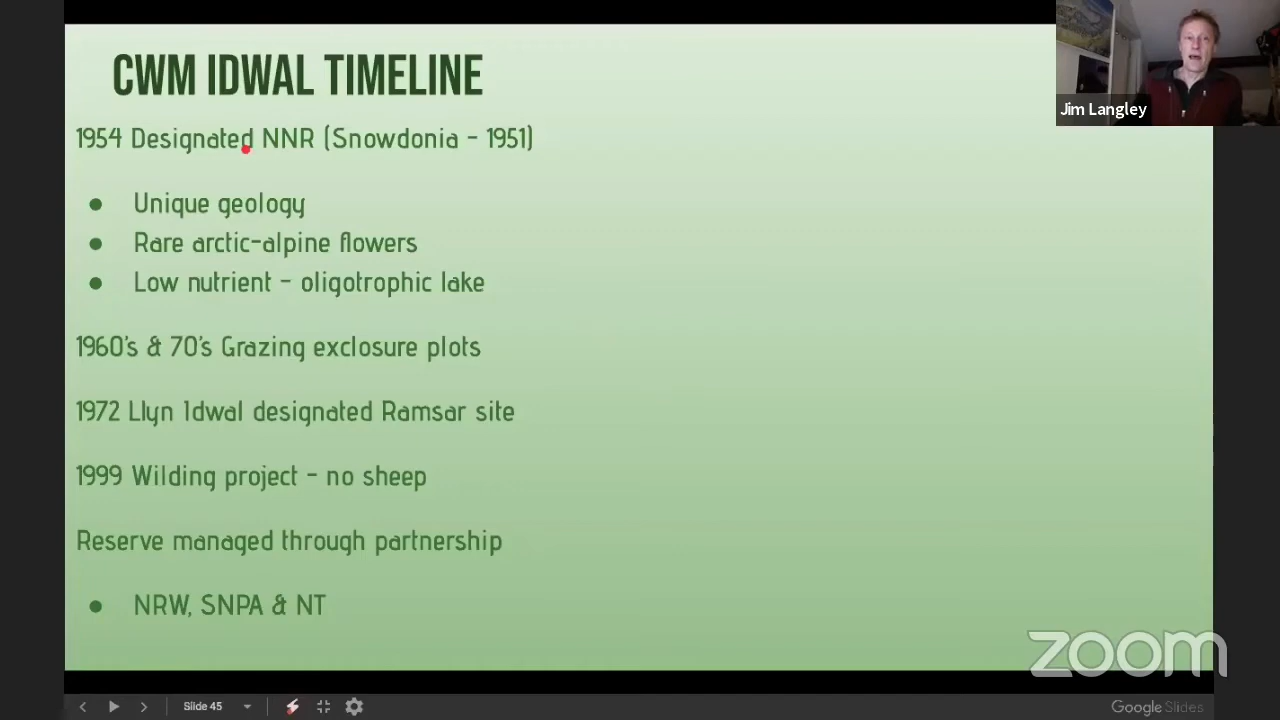 CWM IDWAL TIMELINE
Jim Langley
1954 Designated NNR (Snowdonia - 1951)
● Unique geology
● Rare arctic-alpine flowers
● Low nutrient - oligotrophic lake
1960's & 70's Grazing exclosure plots
1972 Llyn Idwal designated Ramsar site
1999 Wilding project - no sheep
Reserve managed through partnership
● NRW, SNPA & NT
zoom
Slide 45
Google Slides